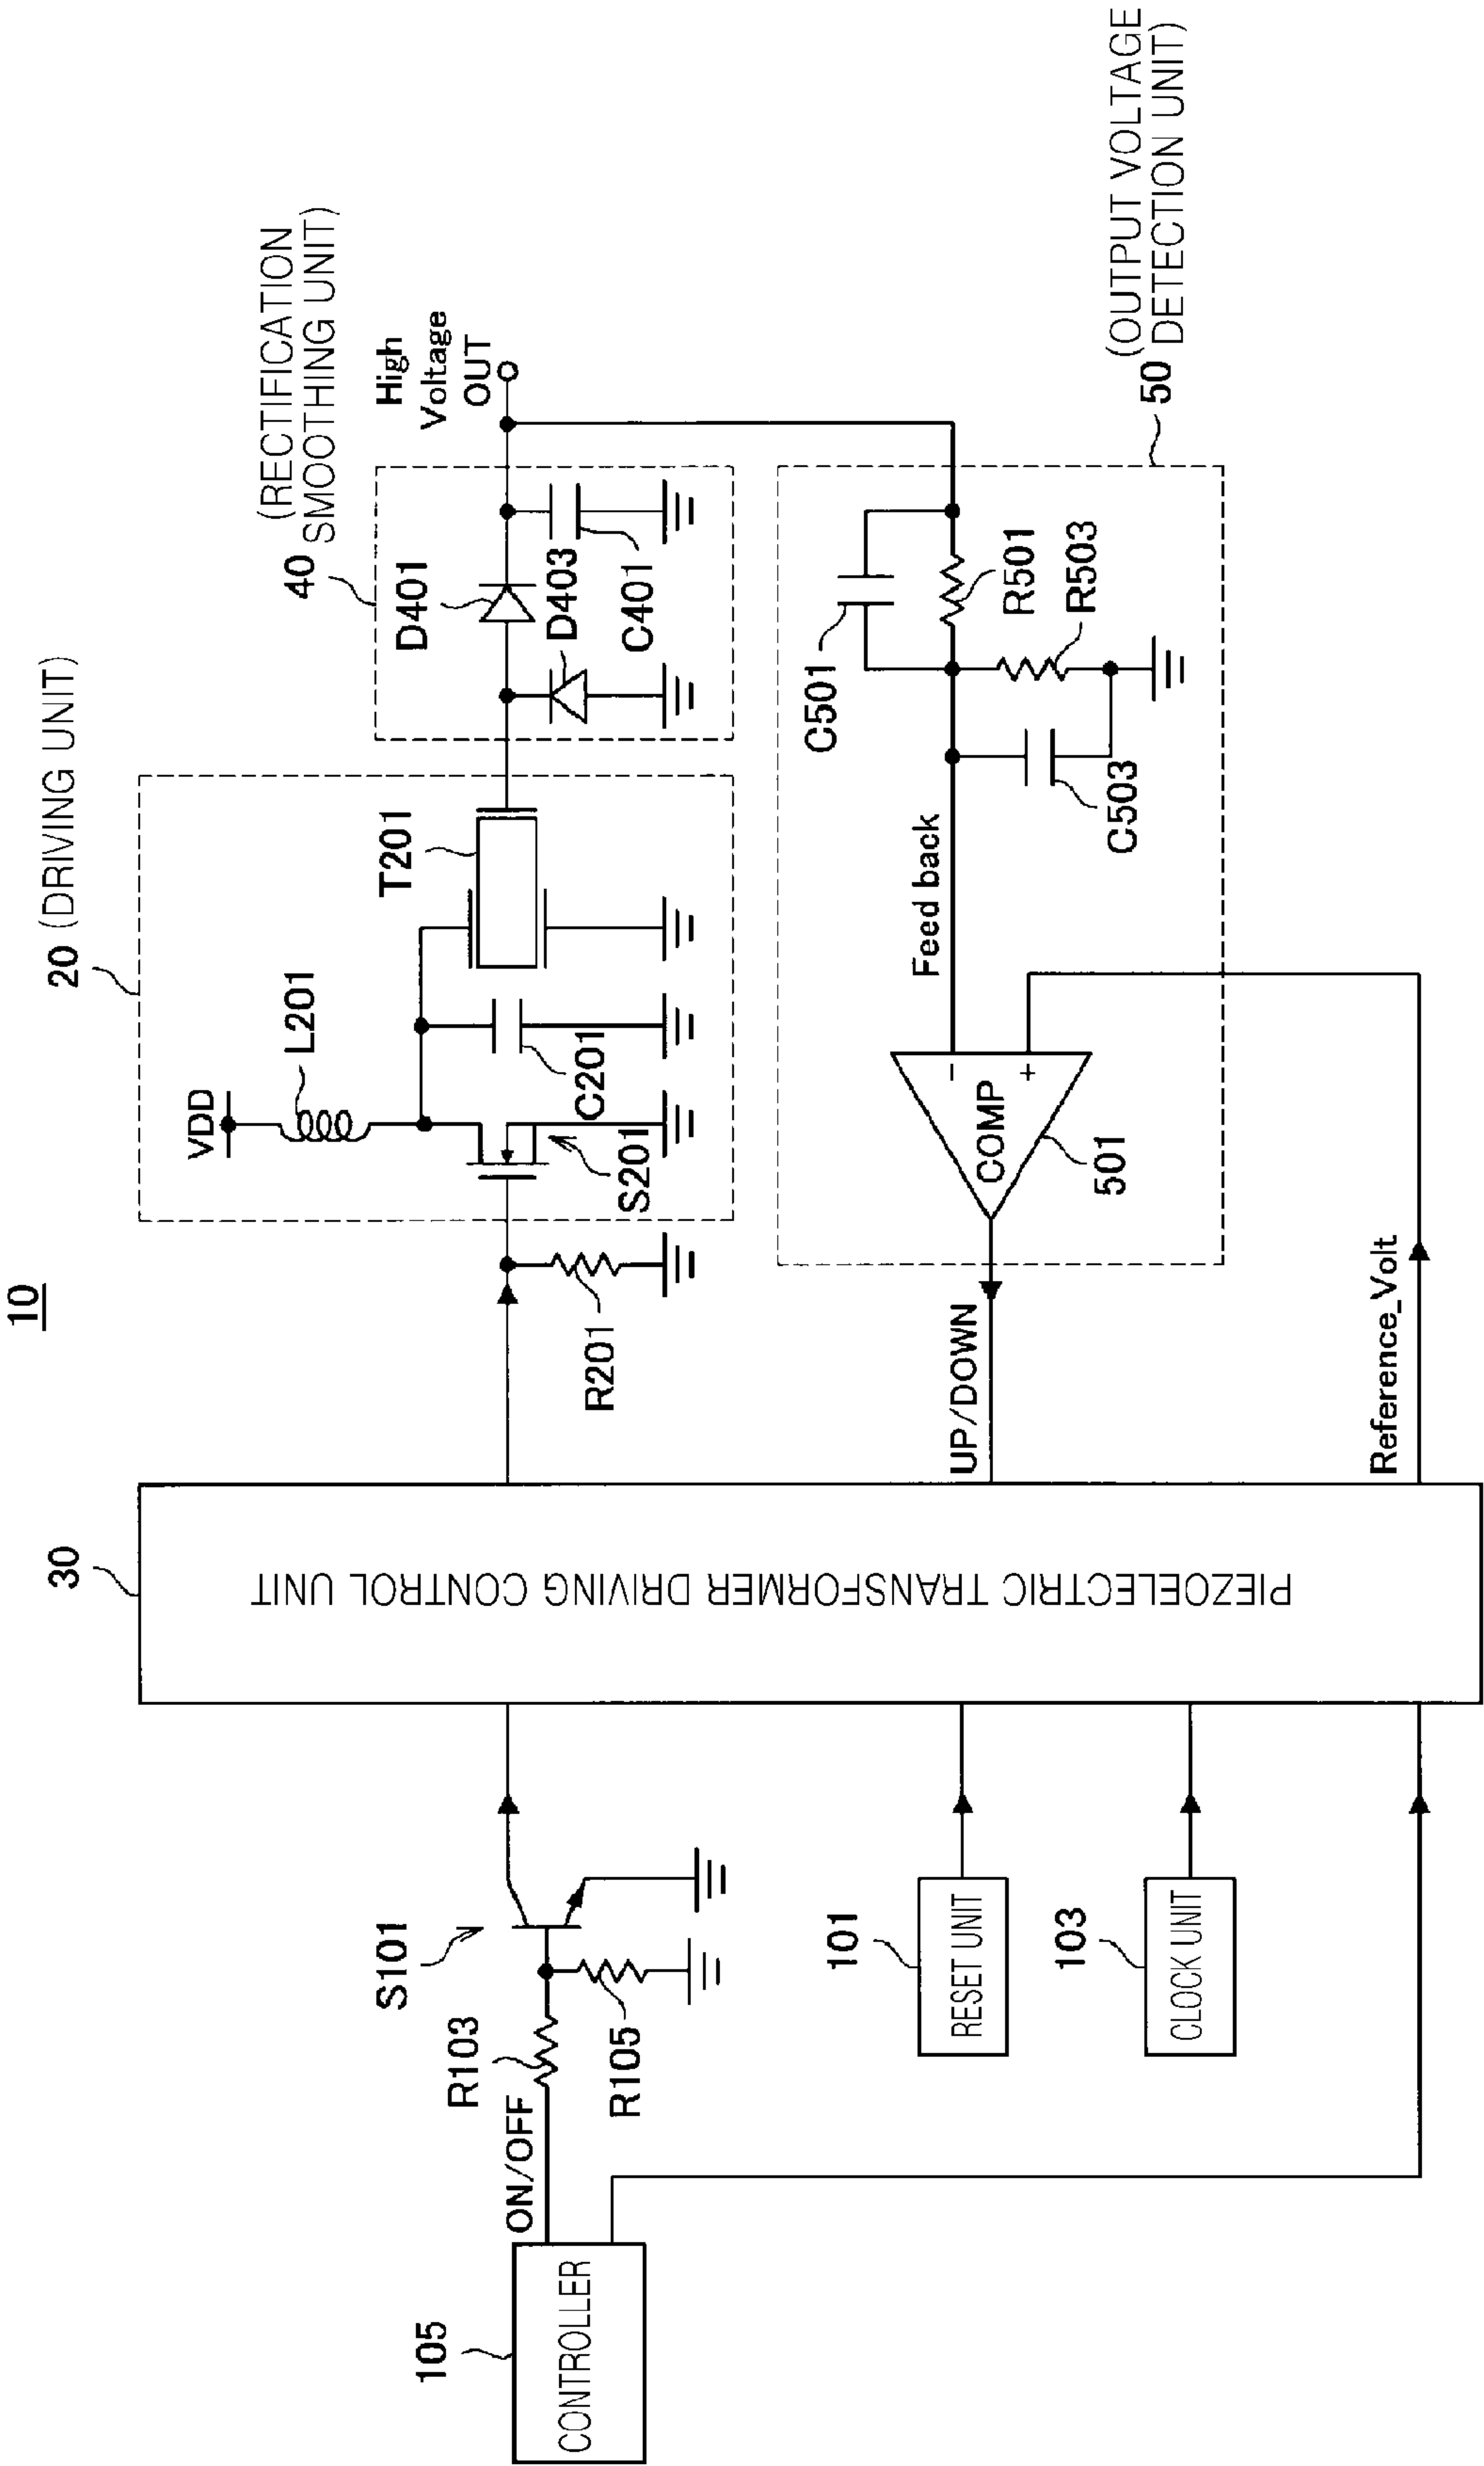 10
20 (DRIVING UNIT)
VDD
L201
T201
C201
S201
R201
(RECTIFICATION
SMOOTHING UNIT)
40
D401
D403
C401
High
Voltage
OUT
30
PIEZOELECTRIC TRANSFORMER DRIVING CONTROL UNIT
S101
R103
R105
ON/OFF
105
CONTROLLER
101
RESET UNIT
103
CLOCK UNIT
UP/DOWN
Reference_Volt
COMP
-
+
501
Feed back
C501
R501
R503
C503
50
(OUTPUT VOLTAGE
DETECTION UNIT)